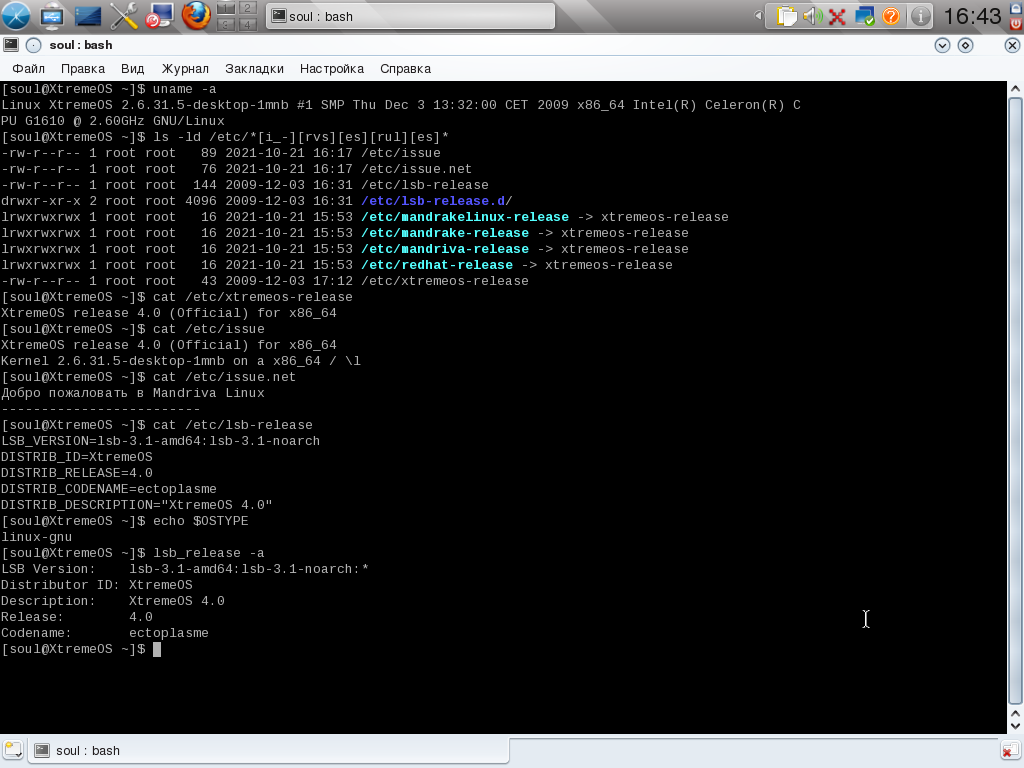 1 2
3 4
soul : bash
16:43
soul : bash
Файл Правка Вид Журнал Закладки Настройка Справка
[soul@XtremeOS ~]$ uname -a
Linux XtremeOS 2.6.31.5-desktop-1mnb #1 SMP Thu Dec 3 13:32:00 CET 2009 x86_64 Intel(R) Celeron(R) C
PU G1610 @ 2.60GHz GNU/Linux
[soul@XtremeOS ~]$ ls -ld /etc/*[i_-][rvs][es][rul][es]*
-rw-r--r-- 1 root root   89 2021-10-21 16:17 /etc/issue
-rw-r--r-- 1 root root   76 2021-10-21 16:17 /etc/issue.net
-rw-r--r-- 1 root root  144 2009-12-03 16:31 /etc/lsb-release
drwxr-xr-x 2 root root 4096 2009-12-03 16:31 /etc/lsb-release.d/
lrwxrwxrwx 1 root root   16 2021-10-21 15:53 /etc/mandrakelinux-release -> xtremeos-release
lrwxrwxrwx 1 root root   16 2021-10-21 15:53 /etc/mandrake-release -> xtremeos-release
lrwxrwxrwx 1 root root   16 2021-10-21 15:53 /etc/mandriva-release -> xtremeos-release
lrwxrwxrwx 1 root root   16 2021-10-21 15:53 /etc/redhat-release -> xtremeos-release
-rw-r--r-- 1 root root   43 2009-12-03 17:12 /etc/xtremeos-release
[soul@XtremeOS ~]$ cat /etc/xtremeos-release
XtremeOS release 4.0 (Official) for x86_64
[soul@XtremeOS ~]$ cat /etc/issue
XtremeOS release 4.0 (Official) for x86_64
Kernel 2.6.31.5-desktop-1mnb on a x86_64 / \l
[soul@XtremeOS ~]$ cat /etc/issue.net
Добро пожаловать в Mandriva Linux
-------------------------
[soul@XtremeOS ~]$ cat /etc/lsb-release
LSB_VERSION=lsb-3.1-amd64:lsb-3.1-noarch
DISTRIB_ID=XtremeOS
DISTRIB_RELEASE=4.0
DISTRIB_CODENAME=ectoplasme
DISTRIB_DESCRIPTION="XtremeOS 4.0"
[soul@XtremeOS ~]$ echo $OSTYPE
linux-gnu
[soul@XtremeOS ~]$ lsb_release -a
LSB Version:    lsb-3.1-amd64:lsb-3.1-noarch:*
Distributor ID: XtremeOS
Description:    XtremeOS 4.0
Release:        4.0
Codename:       ectoplasme
[soul@XtremeOS ~]$
soul : bash